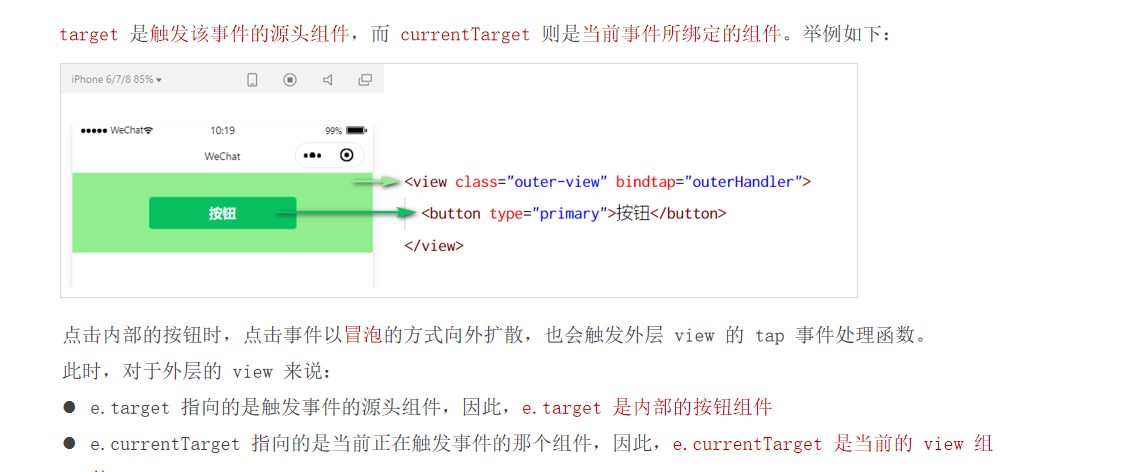 target 是触发该事件的源头组件，而 currentTarget 则是当前事件所绑定的组件。举例如下：
iPhone 6/7/8 85%
WeChat
10:19
99%
WeChat
按钮
<view class="outer-view" bindtap="outerHandler">
<button type="primary">按钮</button>
</view>
点击内部的按钮时，点击事件以冒泡的方式向外扩散，也会触发外层 view 的 tap 事件处理函数。
此时，对于外层的 view 来说：
● e.target 指向的是触发事件的源头组件，因此，e.target 是内部的按钮组件
● e.currentTarget 指向的是当前正在触发事件的那个组件，因此，e.currentTarget 是当前的 view 组